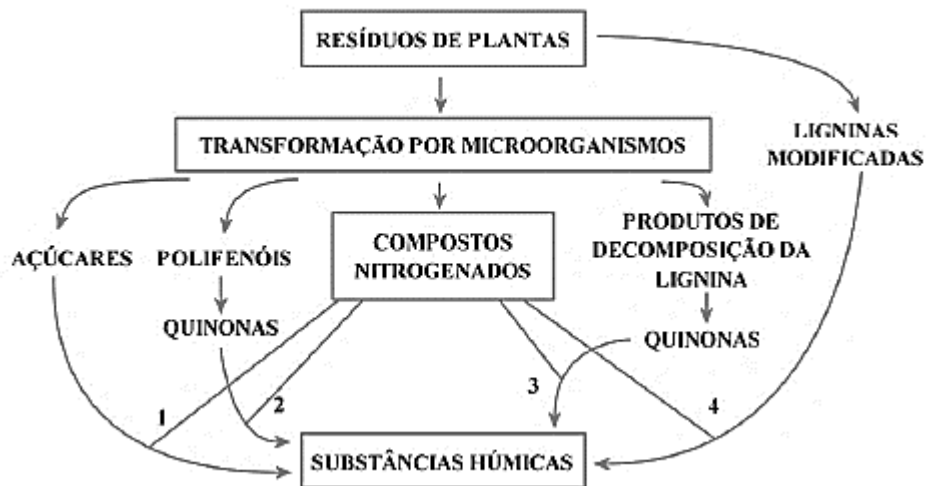 RESÍDUOS DE PLANTAS
TRANSFORMAÇÃO POR MICROORGANISMOS
LIGNINAS
MODIFICADAS
AÇÚCARES
POLIFENÓIS
COMPOSTOS
NITROGENADOS
PRODUTOS DE
DECOMPOSIÇÃO DA
LIGNINA
QUINONAS
QUINONAS
1
2
3
4
SUBSTÂNCIAS HÚMICAS